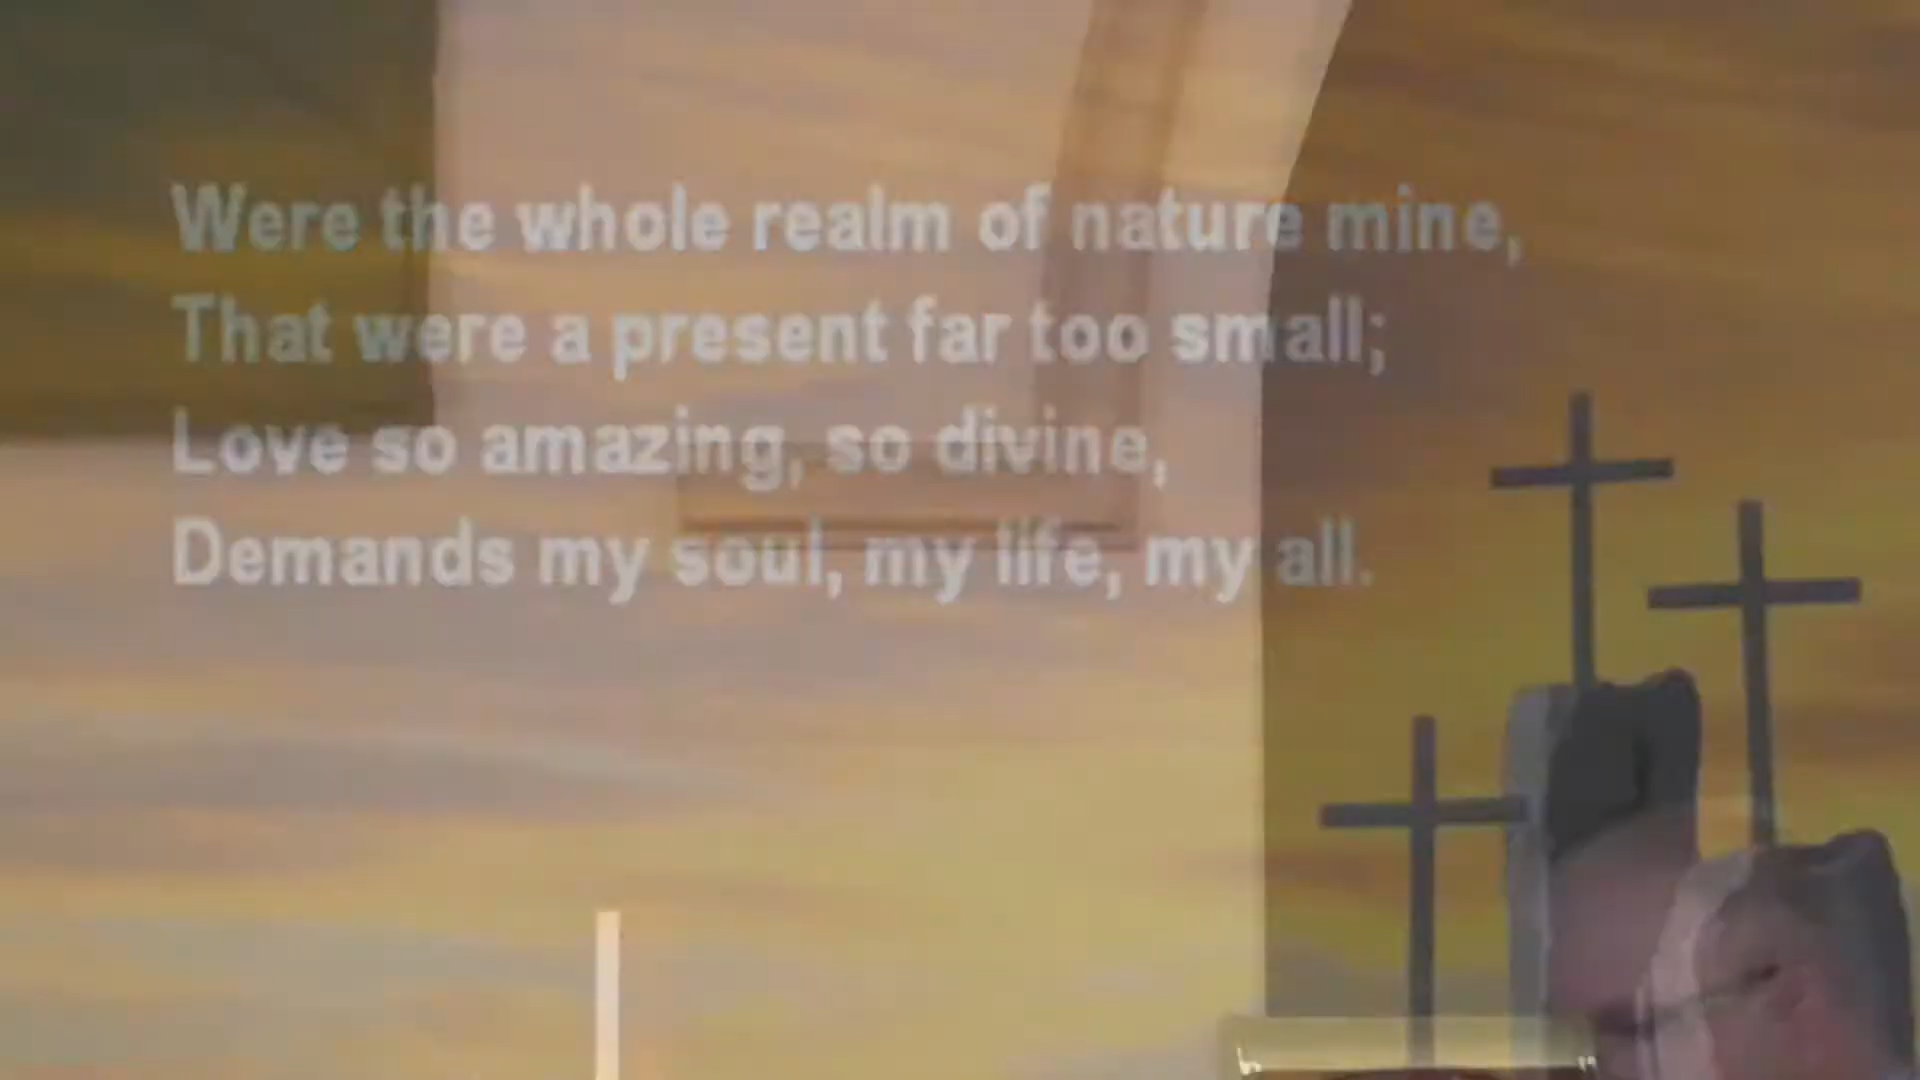 Were the whole realm of nature mine,
That were a present far too small;
Love so amazing, so divine,
Demands my soul, my life, my all.